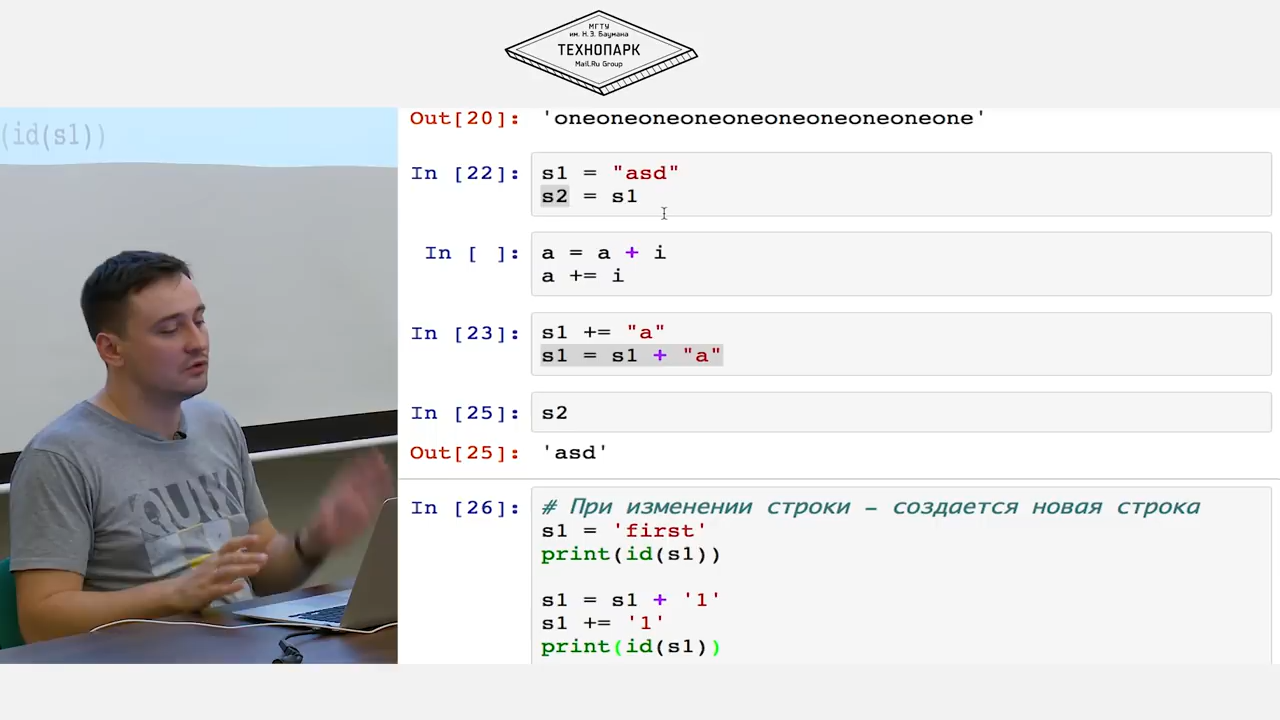 МГТУ
им. Н.Э. Баумана
ТЕХНОПАРК
Mail.Ru Group
(id(s1))
Out[20]: 'oneoneoneoneoneoneoneoneoneone'
In [22]: s1 = "asd"
s2 = s1
In [ ]: a = a + i
a += i
In [23]: s1 += "a"
s1 = s1 + "a"
In [25]: s2
Out[25]: 'asd'
In [26]: # При изменении строки – создается новая строка
s1 = 'first'
print(id(s1))
s1 = s1 + '1'
s1 += '1'
print(id(s1))